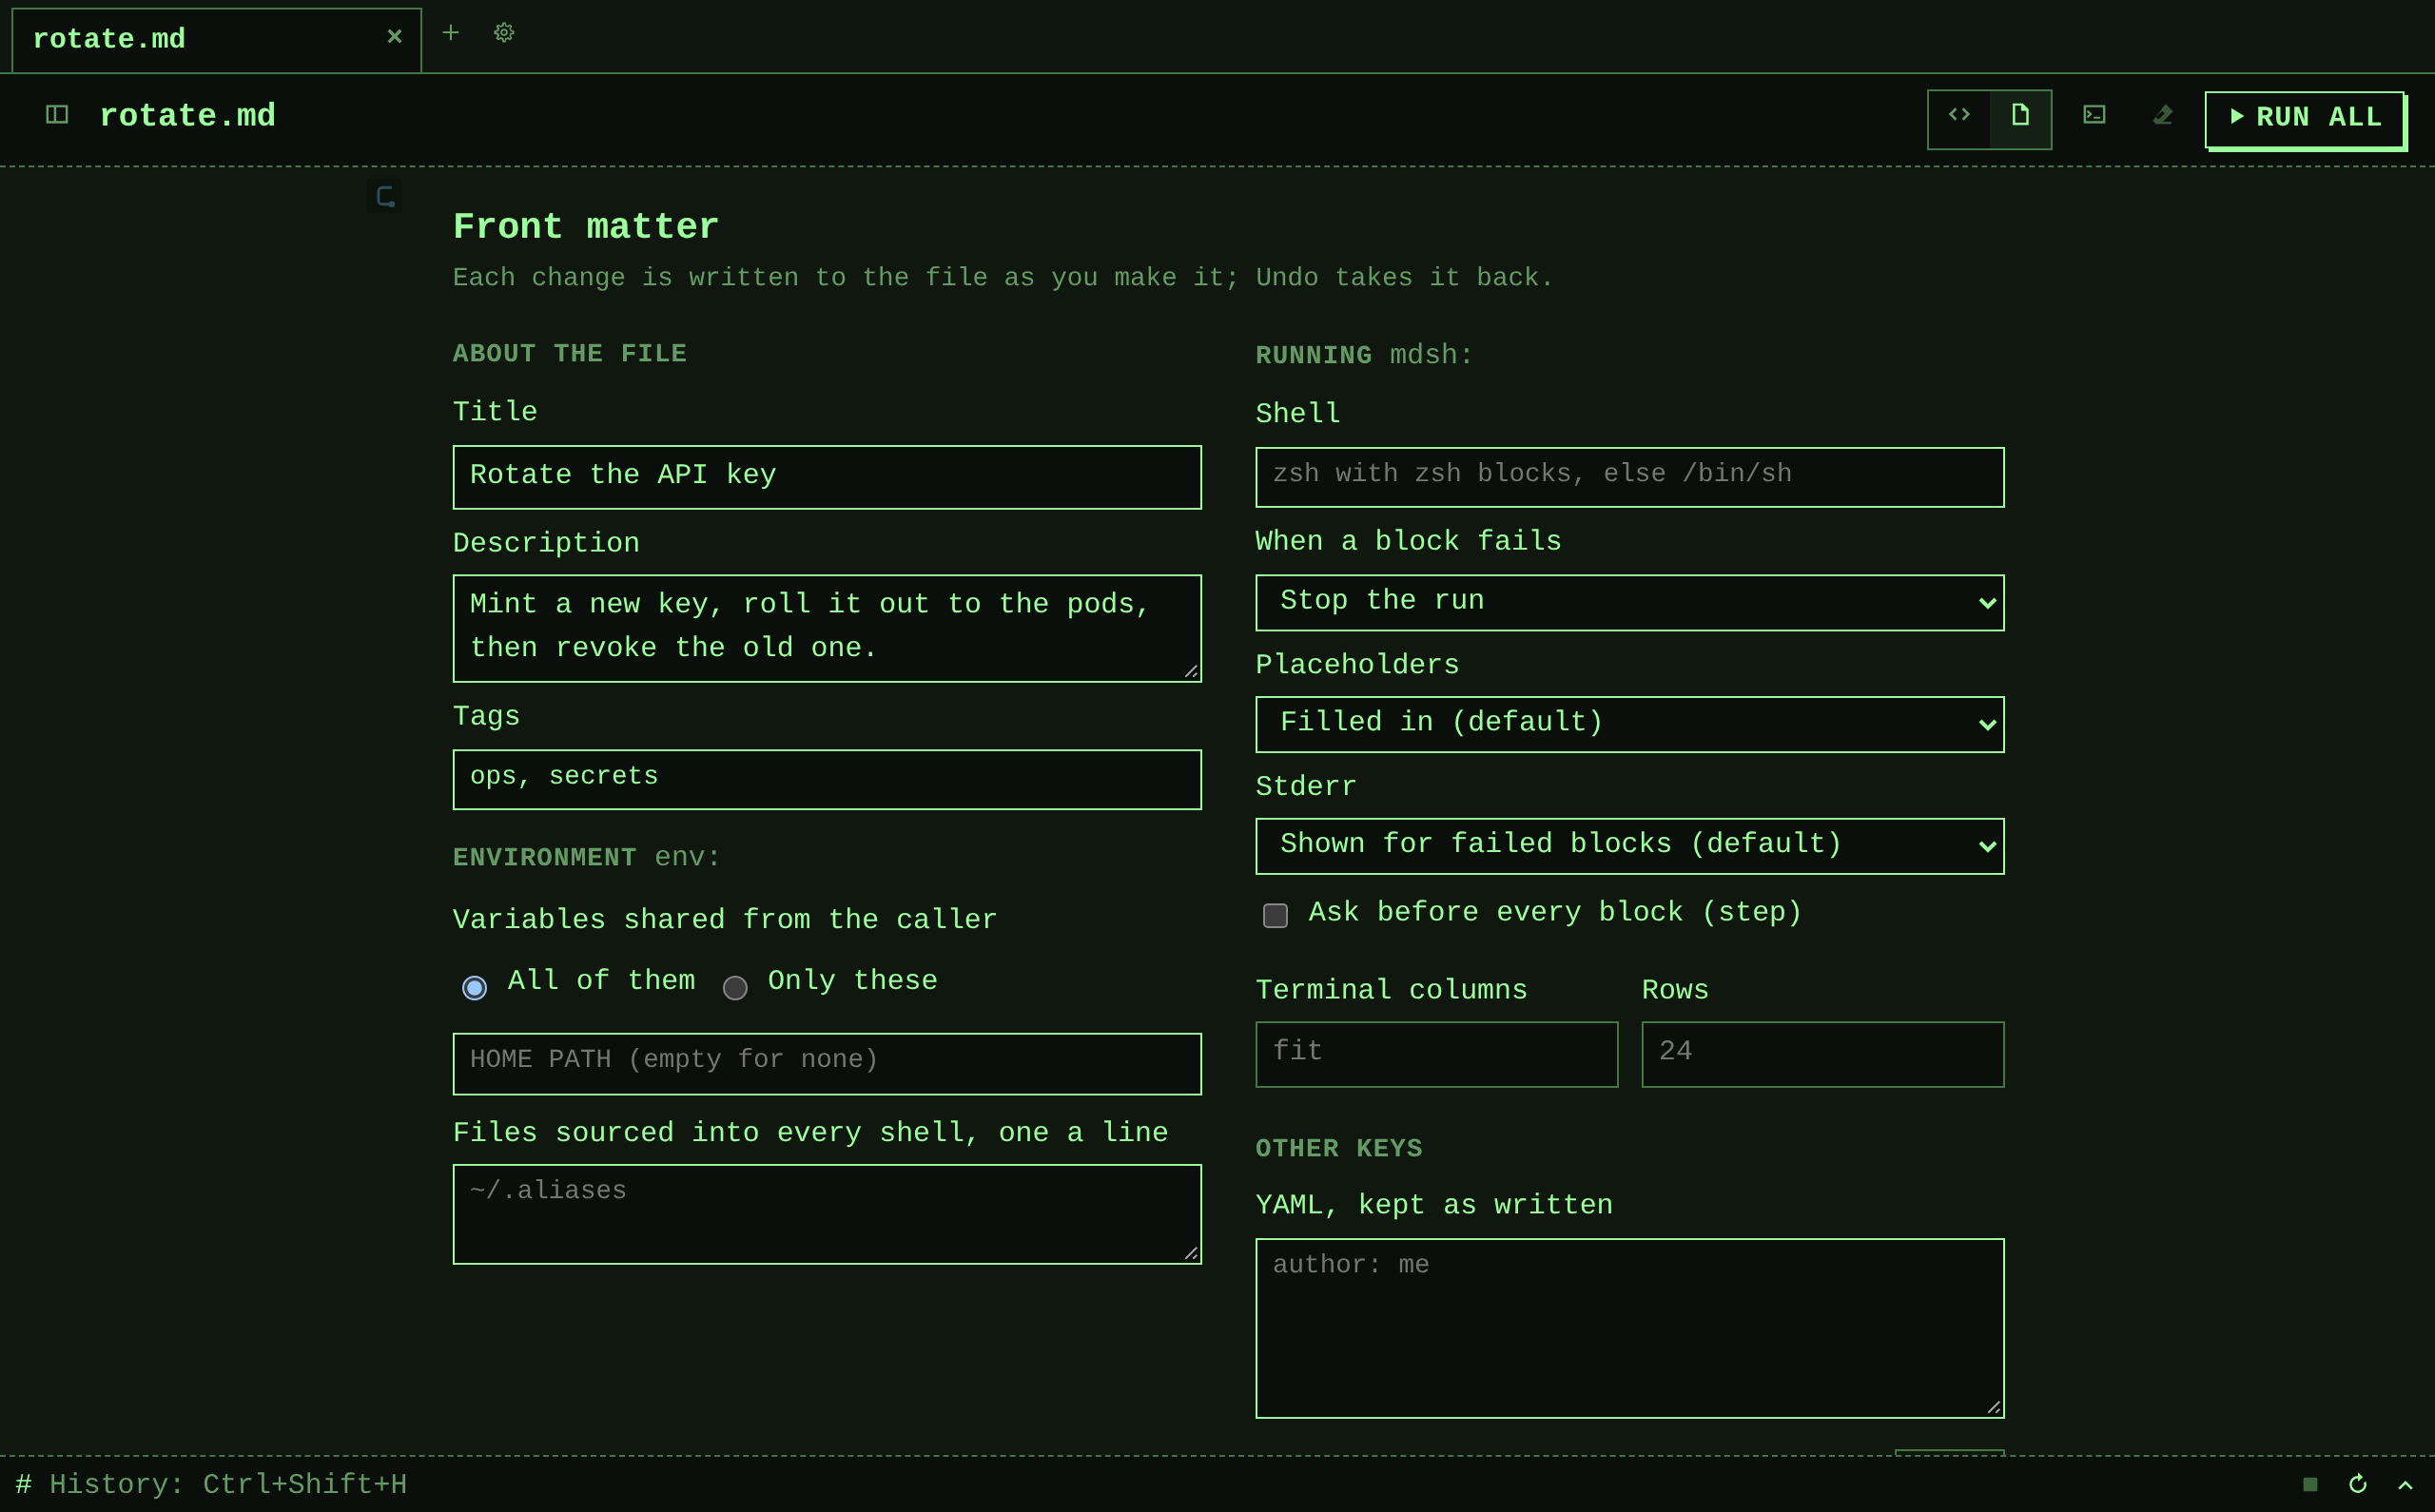 rotate.md ×
rotate.md
RUN ALL
Front matter
Each change is written to the file as you make it; Undo takes it back.
ABOUT THE FILE
Title
Rotate the API key
Description
Mint a new key, roll it out to the pods,
then revoke the old one.
Tags
ops, secrets
ENVIRONMENT env:
Variables shared from the caller
All of them Only these
HOME PATH (empty for none)
Files sourced into every shell, one a line
~/.aliases
RUNNING mdsh:
Shell
zsh with zsh blocks, else /bin/sh
When a block fails
Stop the run
Placeholders
Filled in (default)
Stderr
Shown for failed blocks (default)
Ask before every block (step)
Terminal columns Rows
fit 24
OTHER KEYS
YAML, kept as written
author: me
# History: Ctrl+Shift+H